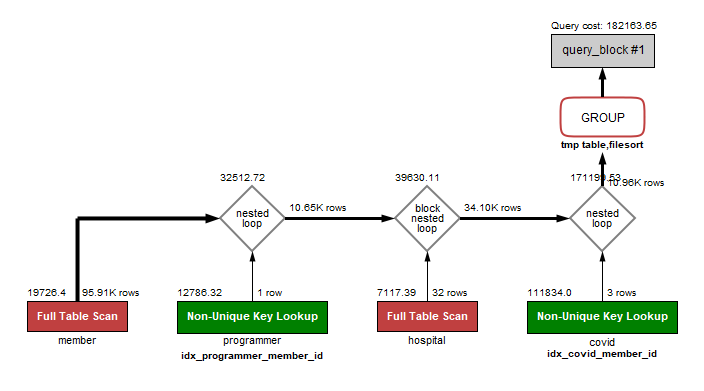 Query cost: 182163.65
query_block #1
GROUP
tmp table,filesort
32512.72
39630.11
171199.53
10.96K rows
nested
loop
10.65K rows
block
nested
loop
34.10K rows
nested
loop
19726.4
95.91K rows
12786.32
1 row
7117.39
32 rows
111834.0
3 rows
Full Table Scan
Non-Unique Key Lookup
Full Table Scan
Non-Unique Key Lookup
member
programmer
hospital
covid
idx_programmer_member_id
idx_covid_member_id